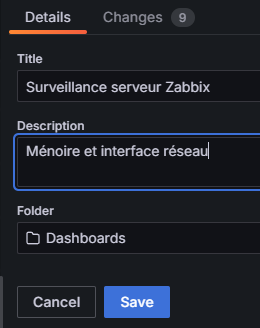 Details
Changes 9
Title
Surveillance serveur Zabbix
Description
Ménoire et interface réseau
Folder
Dashboards
Cancel
Save